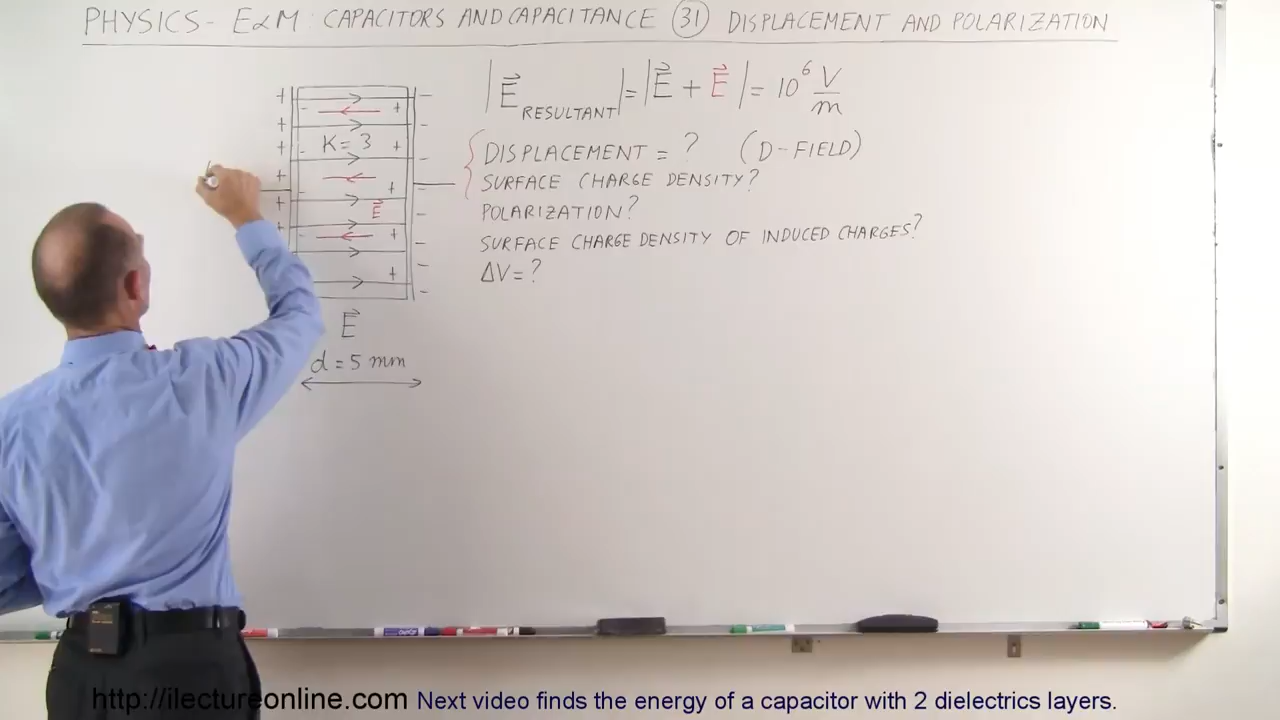 PHYSICS - E&M: CAPACITORS AND CAPACITANCE 31 DISPLACEMENT AND POLARIZATION
|E⃗ RESULTANT| = |E⃗ + E⃗| = 10⁶ V/m
K = 3
DISPLACEMENT = ? (D-FIELD)
SURFACE CHARGE DENSITY?
E⃗
POLARIZATION?
SURFACE CHARGE DENSITY OF INDUCED CHARGES?
ΔV = ?
E⃗
d = 5 mm
http://ilectureonline.com Next video finds the energy of a capacitor with 2 dielectrics layers.